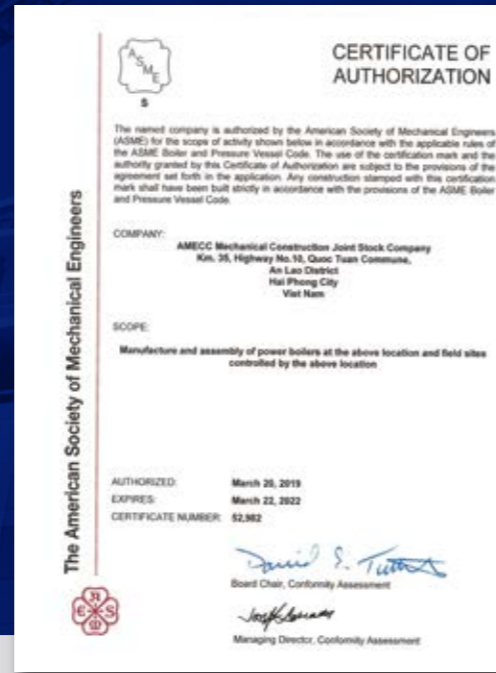 ASME
S
CERTIFICATE OF
AUTHORIZATION
The named company is authorized by the American Society of Mechanical Engineers
(ASME) for the scope of activity shown below in accordance with the applicable rules of
the ASME Boiler and Pressure Vessel Code. The use of the certification mark and the
authority granted by this Certificate of Authorization are subject to the provisions of the
agreement set forth in the application. Any construction stamped with this certification
mark shall have been built strictly in accordance with the provisions of the ASME Boiler
and Pressure Vessel Code.
COMPANY:
AMECC Mechanical Construction Joint Stock Company
Km. 35, Highway No.10, Quoc Tuan Commune,
An Lao District
Hai Phong City
Viet Nam
SCOPE:
Manufacture and assembly of power boilers at the above location and field sites
controlled by the above location
AUTHORIZED: March 20, 2019
EXPIRES: March 22, 2022
CERTIFICATE NUMBER: 52,982
Board Chair, Conformity Assessment
Managing Director, Conformity Assessment
The American Society of Mechanical Engineers